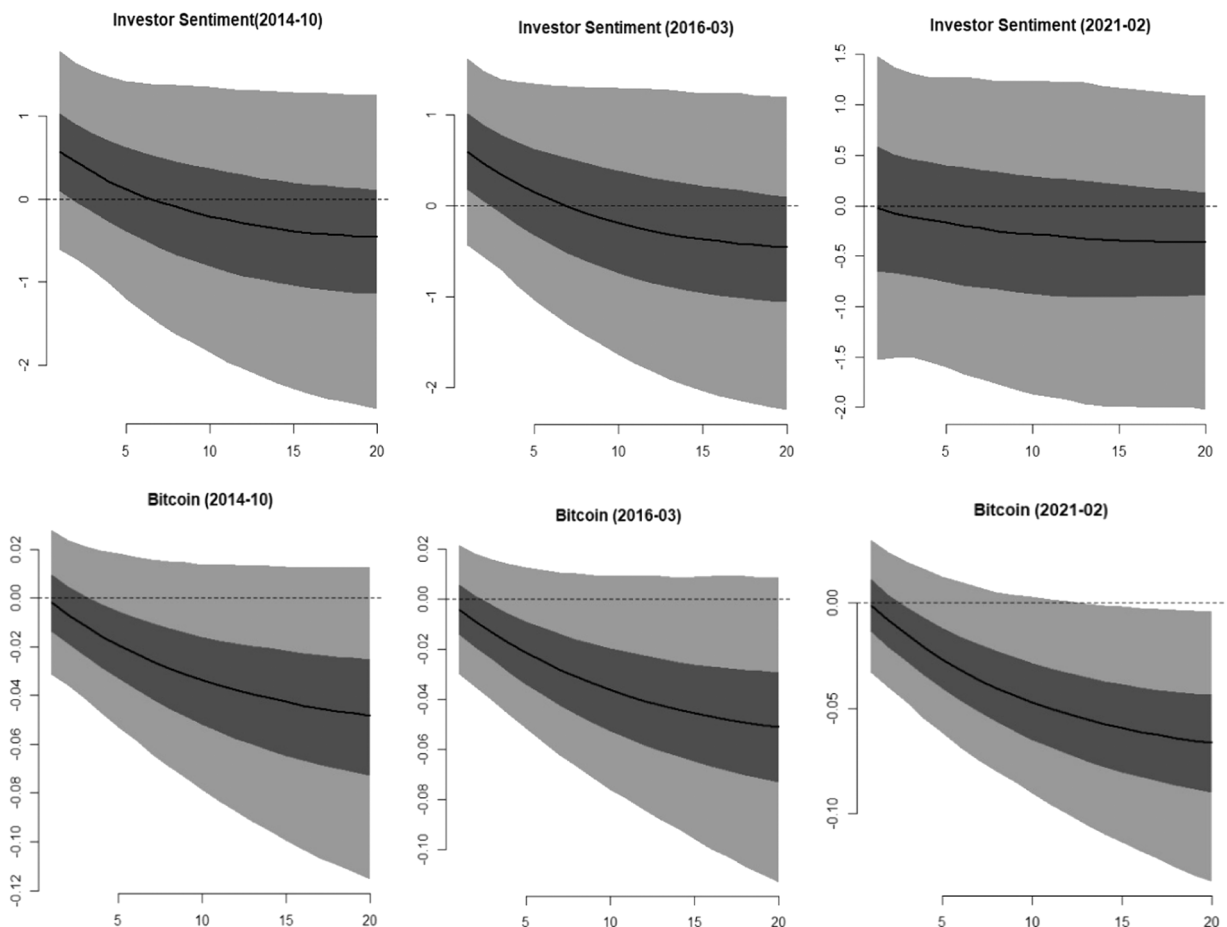 Investor Sentiment(2014-10)
1
0
-1
-2
5 10 15 20
Investor Sentiment (2016-03)
1
0
-1
-2
5 10 15 20
Investor Sentiment (2021-02)
1.5
1.0
0.5
0.0
-0.5
-1.0
-1.5
-2.0
5 10 15 20
Bitcoin (2014-10)
0.02
0.00
-0.02
-0.04
-0.06
-0.08
-0.10
-0.12
5 10 15 20
Bitcoin (2016-03)
0.02
0.00
-0.02
-0.04
-0.06
-0.08
-0.10
5 10 15 20
Bitcoin (2021-02)
0.00
-0.05
-0.10
5 10 15 20